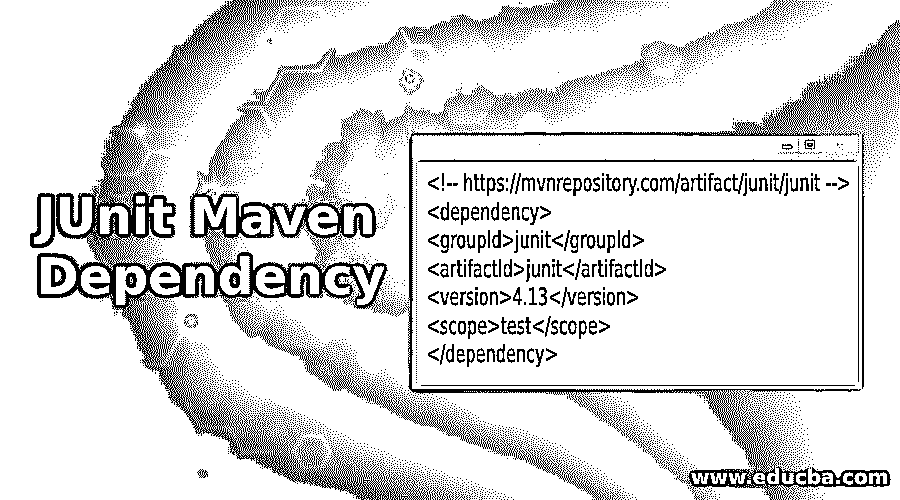 JUnit Maven
Dependency
<!-- https://mvnrepository.com/artifact/junit/junit -->
<dependency>
<groupId>junit</groupId>
<artifactId>junit</artifactId>
<version>4.13</version>
<scope>test</scope>
</dependency>
www.educba.com